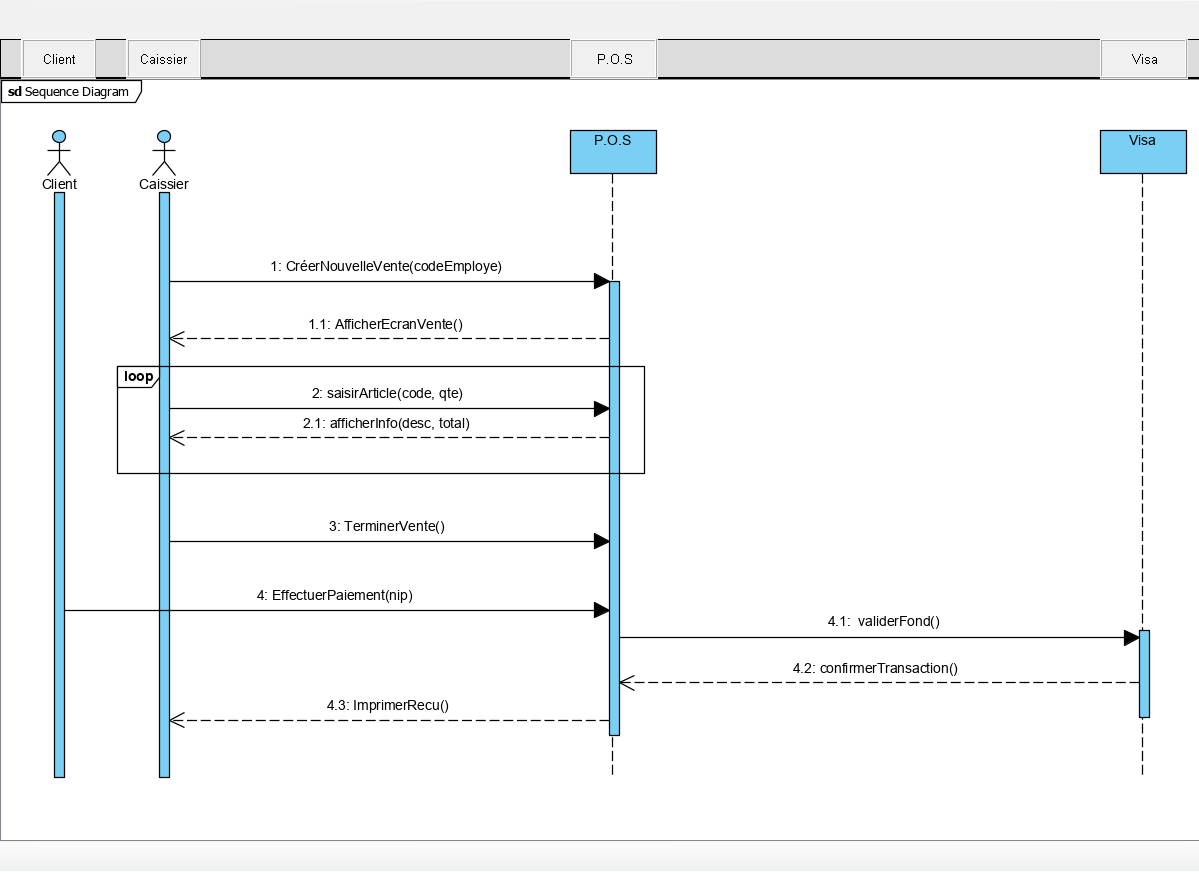 Client
Caissier
P.O.S
Visa
sd Sequence Diagram
P.O.S
Visa
Client
Caissier
1: CréerNouvelleVente(codeEmploye)
1.1: AfficherEcranVente()
loop
2: saisirArticle(code, qte)
2.1: afficherInfo(desc, total)
3: TerminerVente()
4: EffectuerPaiement(nip)
4.1: validerFond()
4.2: confirmerTransaction()
4.3: ImprimerRecu()